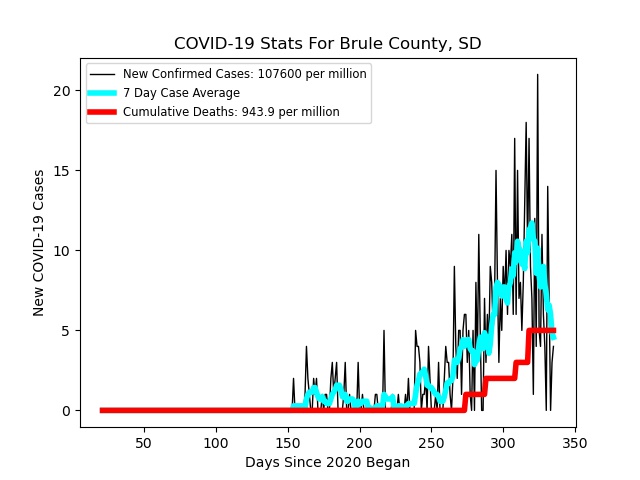 COVID-19 Stats For Brule County, SD
New Confirmed Cases: 107600 per million
7 Day Case Average
Cumulative Deaths: 943.9 per million
New COVID-19 Cases
20
15
10
5
0
50 100 150 200 250 300 350
Days Since 2020 Began